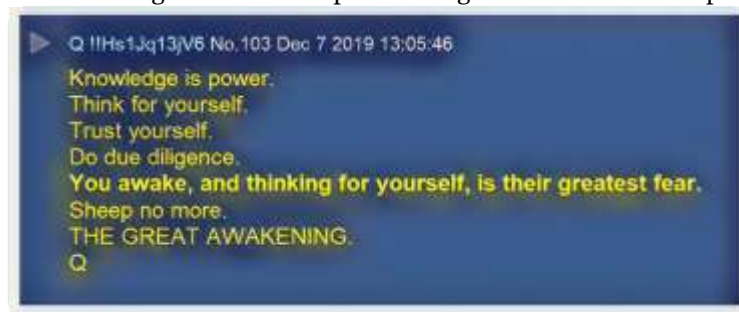 Q !!Hs1Jq13jV6 No.103 Dec 7 2019 13:05:46
Knowledge is power.
Think for yourself.
Trust yourself.
Do due diligence.
You awake, and thinking for yourself, is their greatest fear.
Sheep no more.
THE GREAT AWAKENING.
Q